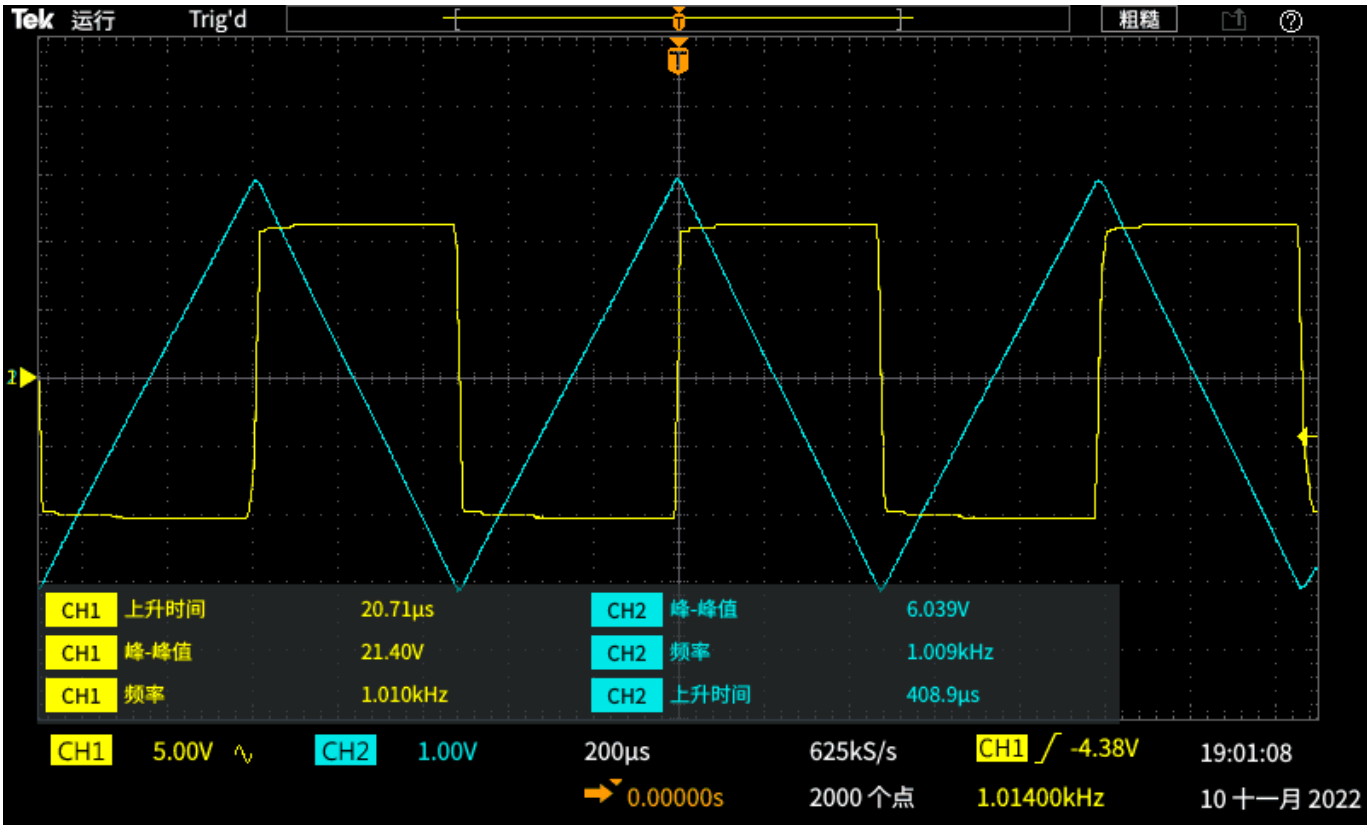 Tek 运行 Trig'd 粗糙
T
T
2
CH1 上升时间 20.71μs CH2 峰-峰值 6.039V
CH1 峰-峰值 21.40V CH2 频率 1.009kHz
CH1 频率 1.010kHz CH2 上升时间 408.9μs
CH1 5.00V CH2 1.00V 200μs 625kS/s CH1 -4.38V 19:01:08
0.00000s 2000 个点 1.01400kHz 10 十一月 2022